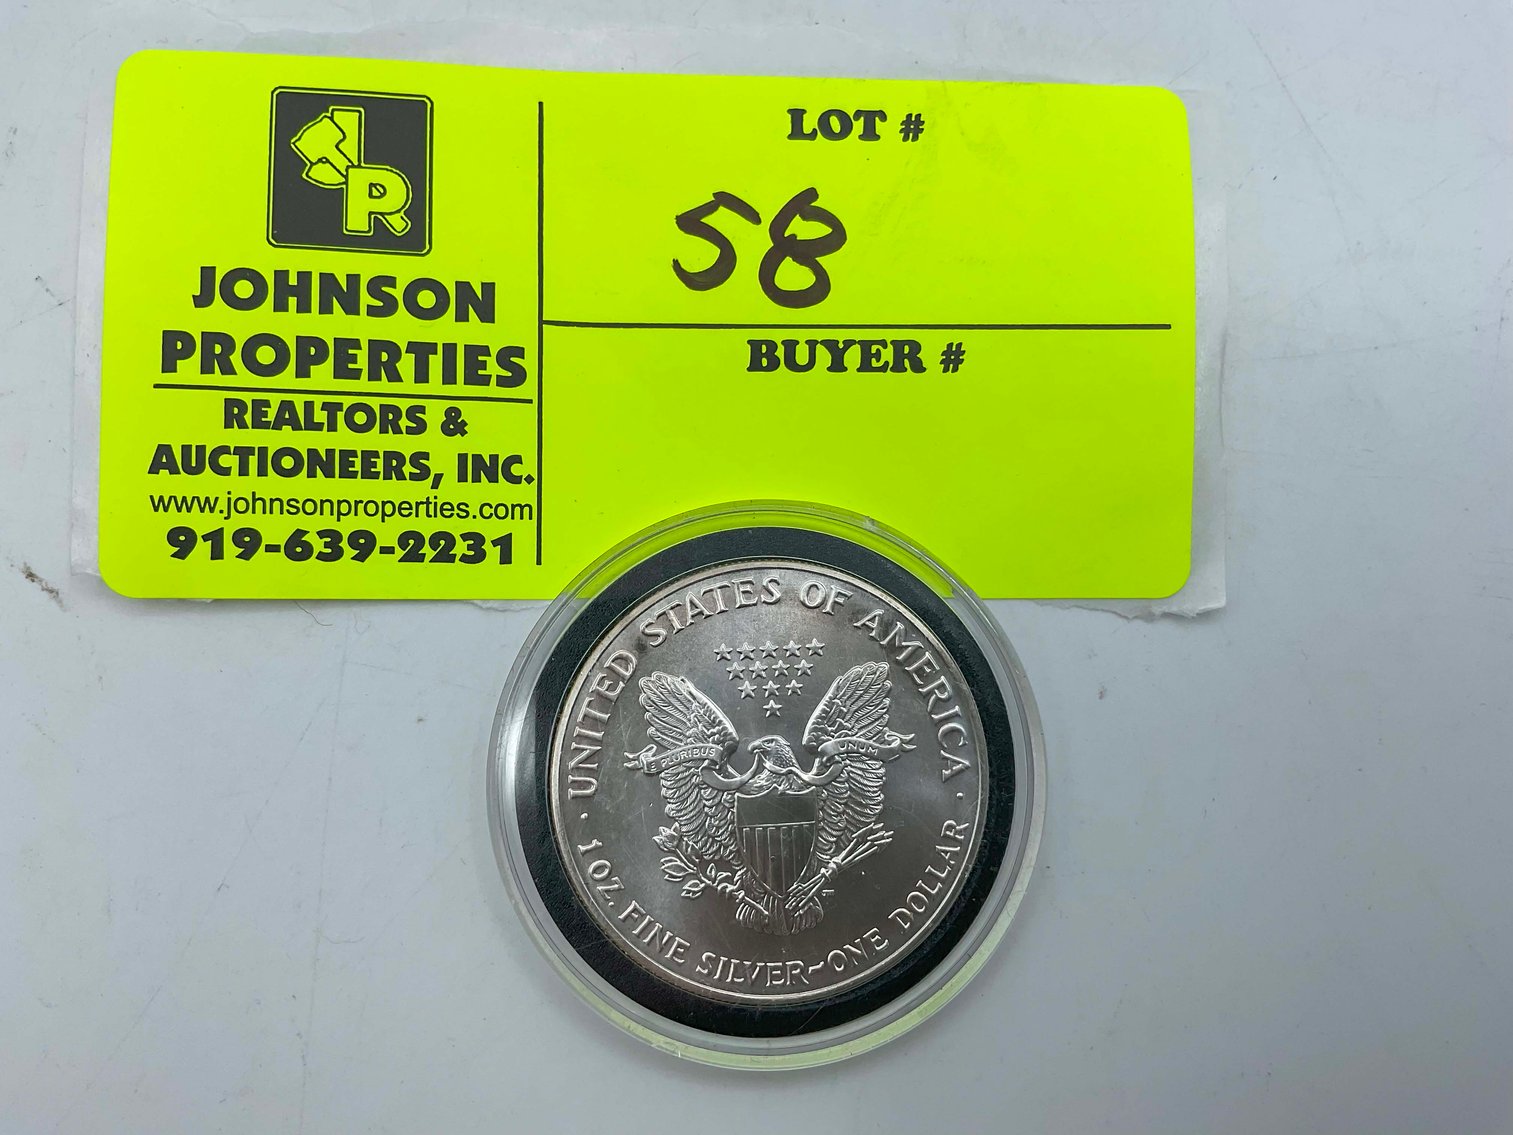 JP
JOHNSON
PROPERTIES
REALTORS &
AUCTIONEERS, INC.
www.johnsonproperties.com
919-639-2231
LOT #
58
BUYER #
UNITED STATES OF AMERICA
E PLURIBUS UNUM
· 1 OZ. FINE SILVER~ONE DOLLAR ·